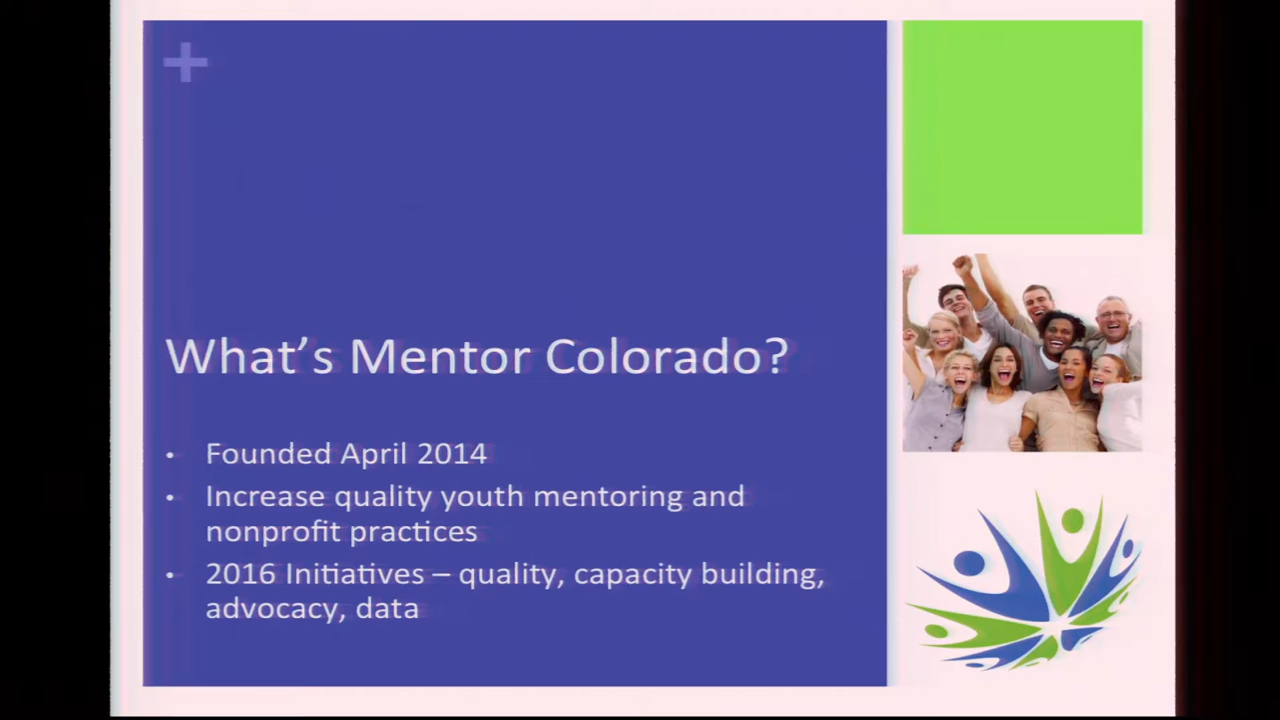 +
What's Mentor Colorado?
• Founded April 2014
• Increase quality youth mentoring and
nonprofit practices
• 2016 Initiatives – quality, capacity building,
advocacy, data